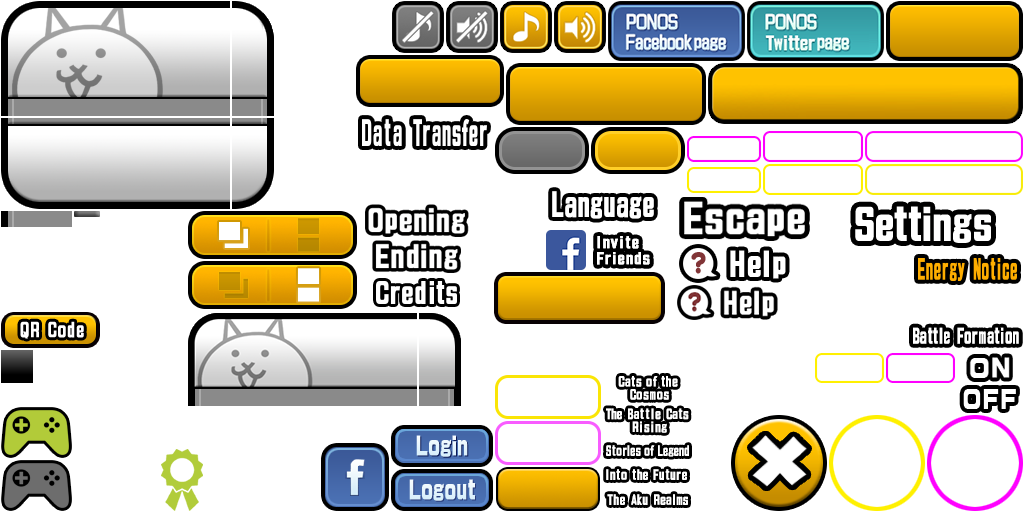 PONOS
Facebook page
PONOS
Twitter page
Data Transfer
Language
Opening
Escape
Settings
Invite
Friends
Ending
Help
Energy Notice
Credits
Help
QR Code
Battle Formation
ON
OFF
Cats of the
Cosmos
The Battle Cats
Rising
Login
Stories of Legend
Into the Future
Logout
The Aku Realms